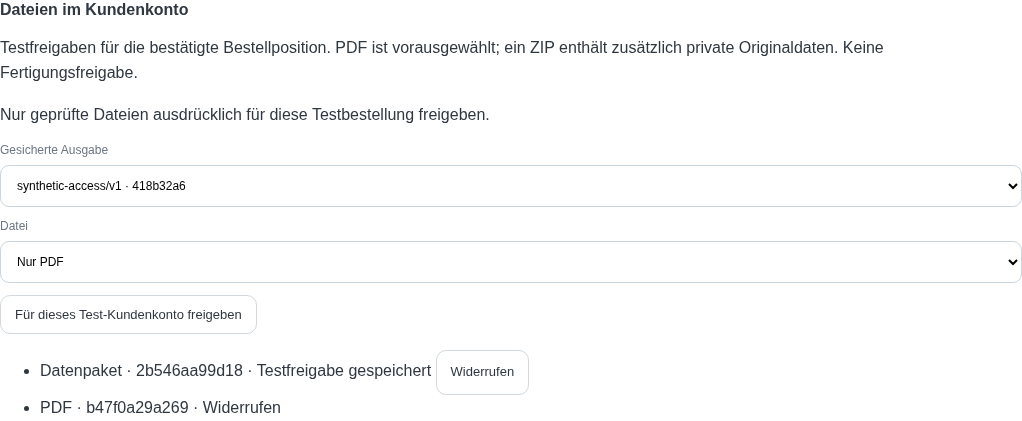 Dateien im Kundenkonto
Testfreigaben für die bestätigte Bestellposition. PDF ist vorausgewählt; ein ZIP enthält zusätzlich private Originaldaten. Keine
Fertigungsfreigabe.
Nur geprüfte Dateien ausdrücklich für diese Testbestellung freigeben.
Gesicherte Ausgabe
synthetic-access/v1 · 418b32a6
Datei
Nur PDF
Für dieses Test-Kundenkonto freigeben
Datenpaket · 2b546aa99d18 · Testfreigabe gespeichert Widerrufen
PDF · b47f0a29a269 · Widerrufen